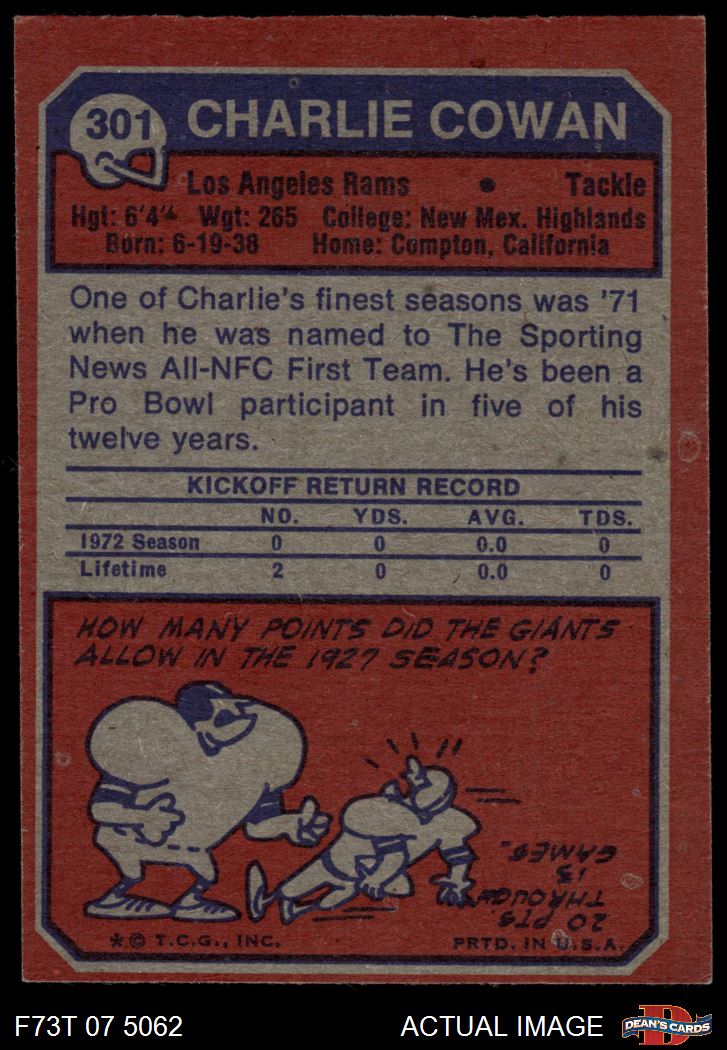 301 CHARLIE COWAN
Los Angeles Rams • Tackle
Hgt: 6'4" Wgt: 265 College: New Mex. Highlands
Born: 6-19-38 Home: Compton, California
One of Charlie's finest seasons was '71
when he was named to The Sporting
News All-NFC First Team. He's been a
Pro Bowl participant in five of his
twelve years.
KICKOFF RETURN RECORD
NO. YDS. AVG. TDS.
1972 Season 0 0 0.0 0
Lifetime 2 0 0.0 0
HOW MANY POINTS DID THE GIANTS
ALLOW IN THE 1927 SEASON?
20 PTS.
THROUGH
13
GAMES.
*© T.C.G., INC. PRTD. IN U.S.A.
F73T 07 5062 ACTUAL IMAGE D DEAN'S CARDS